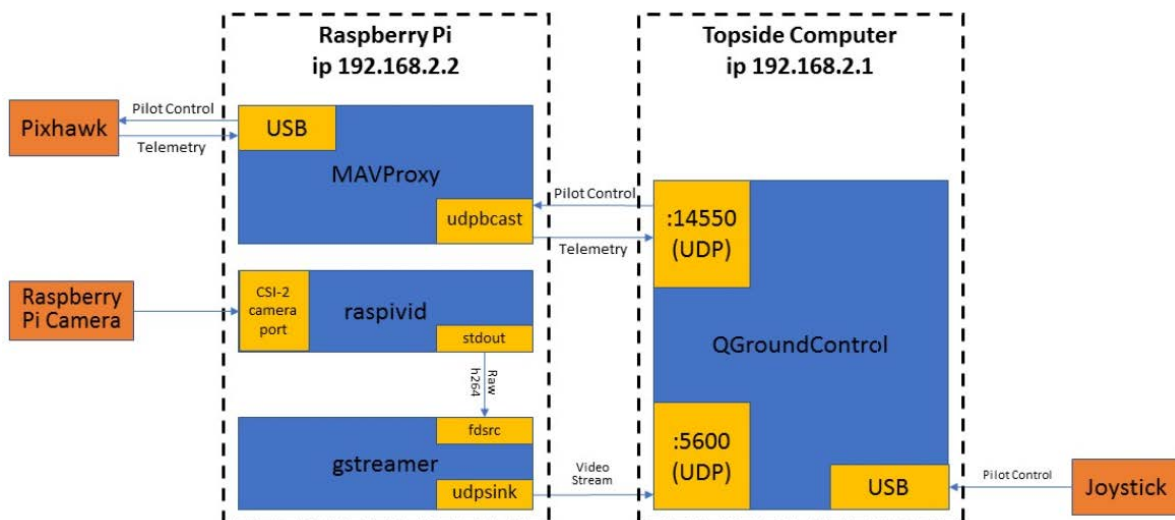 Raspberry Pi
ip 192.168.2.2
Topside Computer
ip 192.168.2.1
Pixhawk
Pilot Control
Telemetry
USB
MAVProxy
udpbcast
Pilot Control
Telemetry
:14550
(UDP)
Raspberry
Pi Camera
CSI-2
camera
port
raspivid
stdout
Raw
h264
QGroundControl
fdsrc
gstreamer
udpsink
Video
Stream
:5600
(UDP)
USB
Pilot Control
Joystick